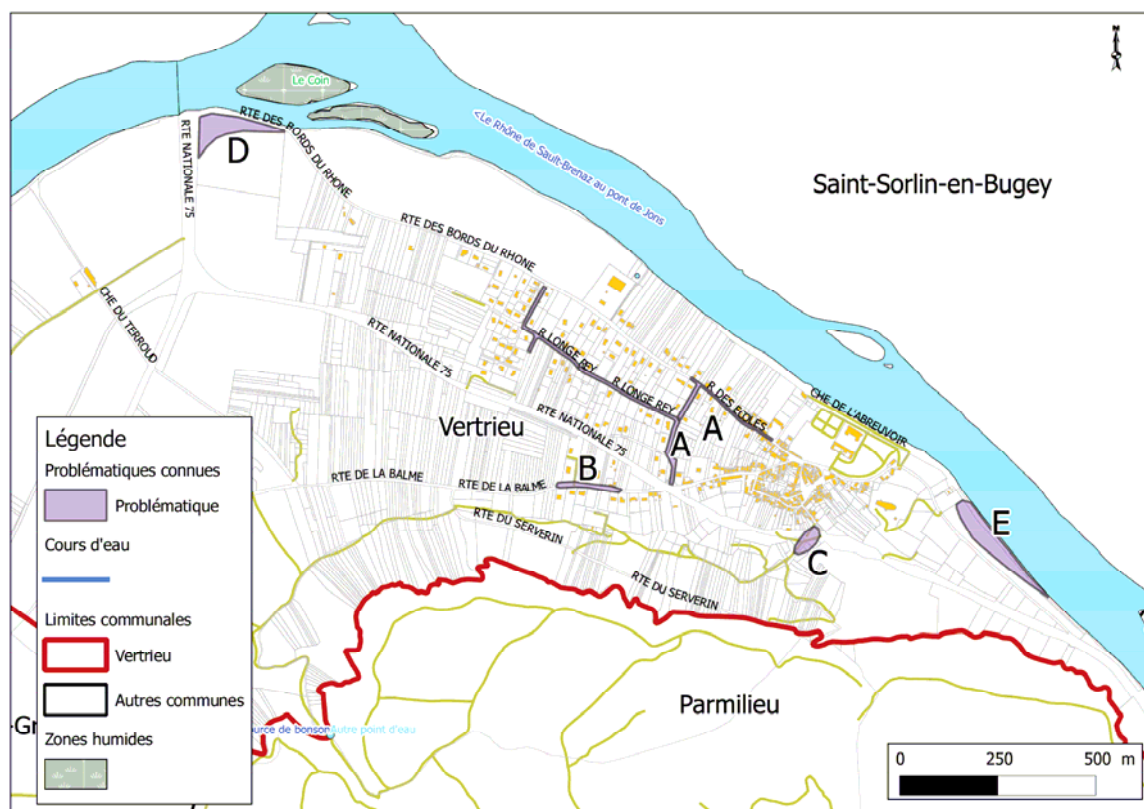 N
Le Coin
RTE DES BORDS DU RHONE
D
RTE NATIONALE 75
<Le Rhône de Sault-Brenaz au pont de Jons
Saint-Sorlin-en-Bugey
RTE DES BORDS DU RHONE
CHE DU TERROUD
RTE NATIONALE 75
R LONGE REY
R LONGE REY
R DES ECOLES
CHE DE L'ABREUVOIR
A
A
Vertrieu
RTE NATIONALE 75
B
RTE DE LA BALME
RTE DE LA BALME
RTE DU SERVERIN
E
C
RTE DU SERVERIN
Parmilieu
ource de bonson
Autre point d'eau
Légende
Problématiques connues
Problématique
Cours d'eau
Limites communales
Vertrieu
Autres communes
Zones humides
0 250 500 m